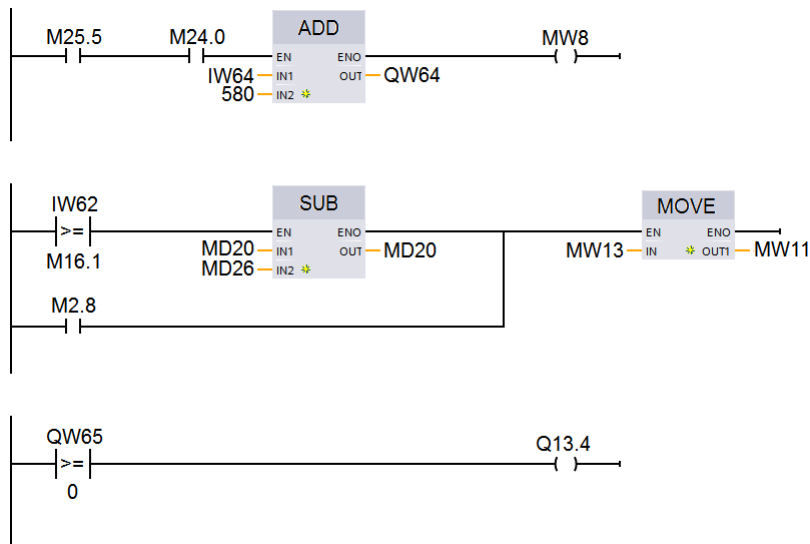 M25.5 M24.0 ADD MW8
EN ENO
IW64 IN1 OUT QW64
580 IN2
IW62 SUB MOVE
>= EN ENO EN ENO
M16.1 MD20 IN1 OUT MD20 MW13 IN OUT1 MW11
MD26 IN2
M2.8
QW65 Q13.4
>=
0